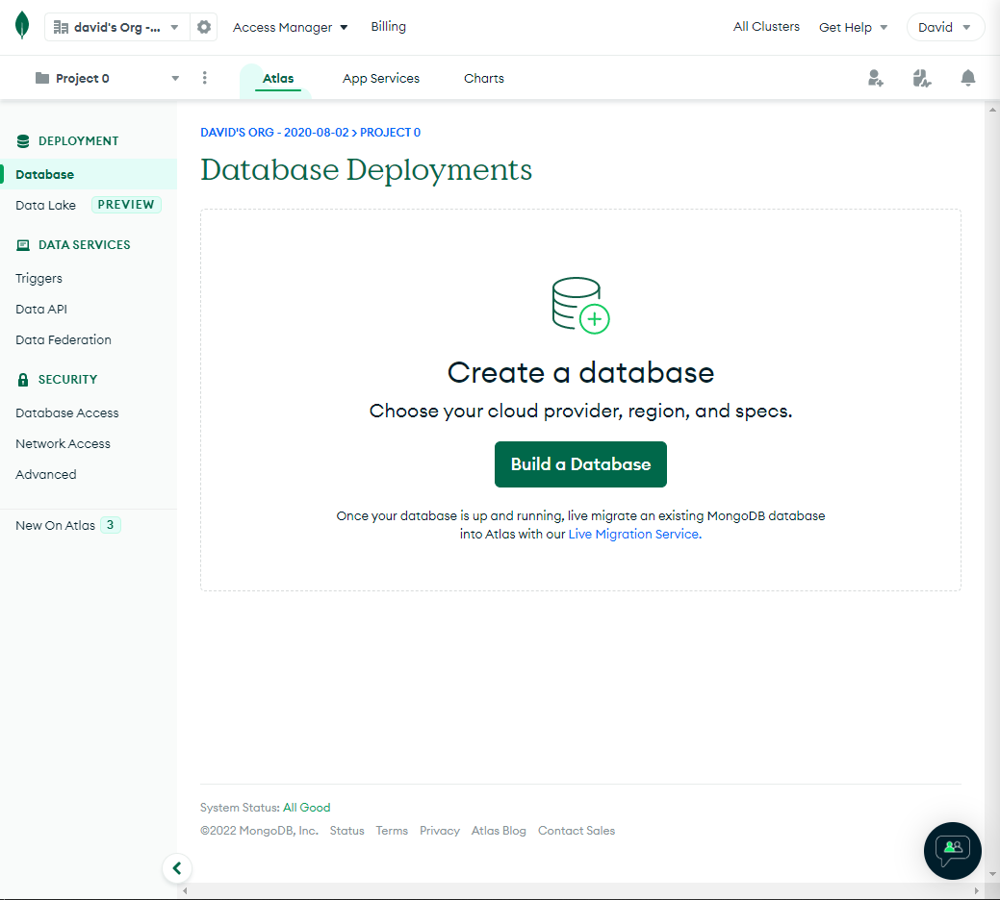 david's Org -...
Access Manager
Billing
All Clusters
Get Help
David
Project 0
Atlas
App Services
Charts
DEPLOYMENT
Database
Data Lake PREVIEW
DATA SERVICES
Triggers
Data API
Data Federation
SECURITY
Database Access
Network Access
Advanced
New On Atlas 3
DAVID'S ORG - 2020-08-02 > PROJECT 0
Database Deployments
Create a database
Choose your cloud provider, region, and specs.
Build a Database
Once your database is up and running, live migrate an existing MongoDB database
into Atlas with our Live Migration Service.
System Status: All Good
©2022 MongoDB, Inc. Status Terms Privacy Atlas Blog Contact Sales